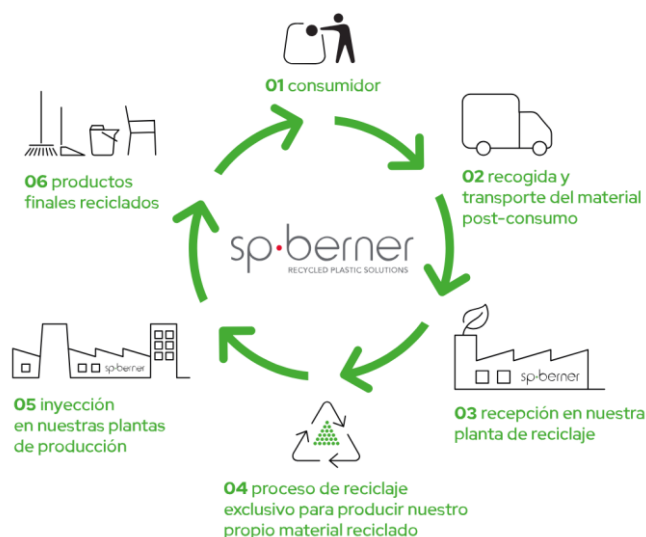 01 consumidor
02 recogida y
transporte del material
post-consumo
sp·berner
RECYCLED PLASTIC SOLUTIONS
sp·berner
03 recepción en nuestra
planta de reciclaje
04 proceso de reciclaje
exclusivo para producir nuestro
propio material reciclado
sp·berner
05 inyección
en nuestras plantas
de producción
06 productos
finales reciclados